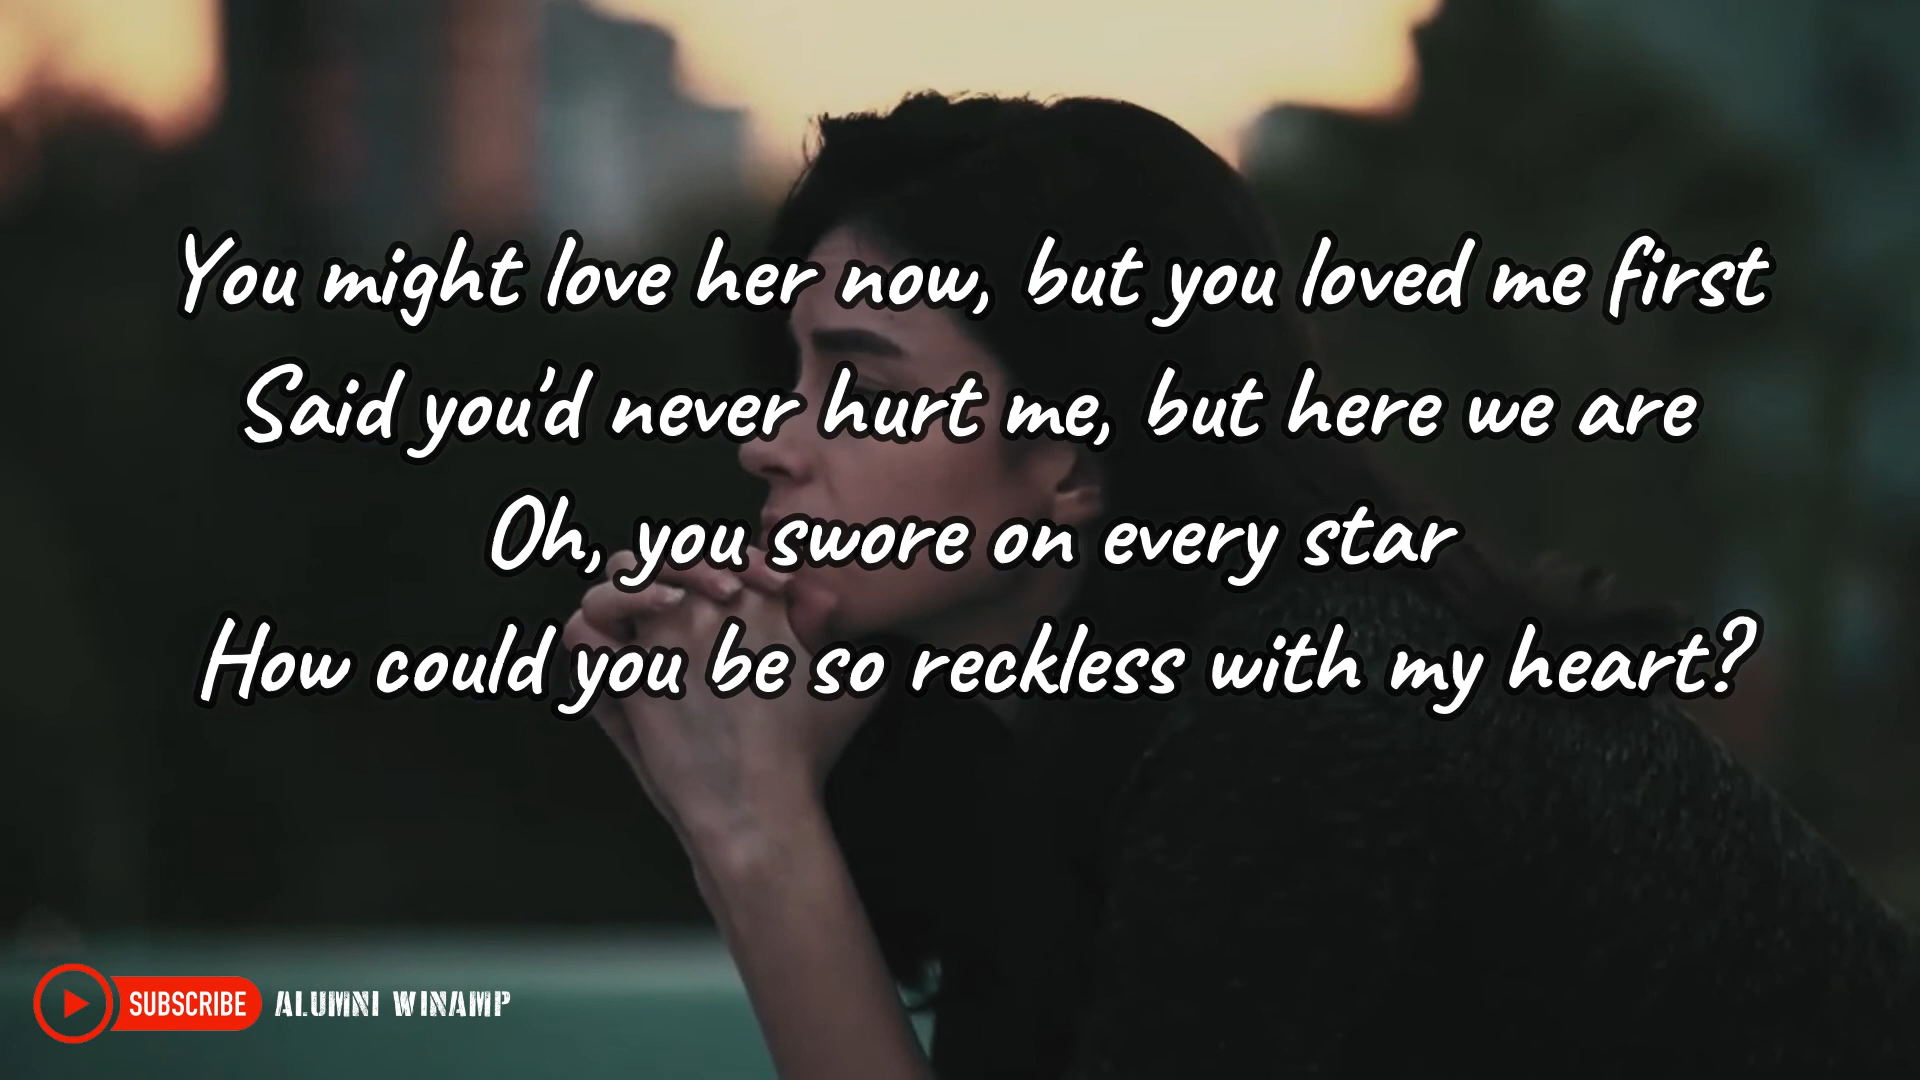 You might love her now, but you loved me first
Said you'd never hurt me, but here we are
Oh, you swore on every star
How could you be so reckless with my heart?
SUBSCRIBE ALUMNI WINAMP